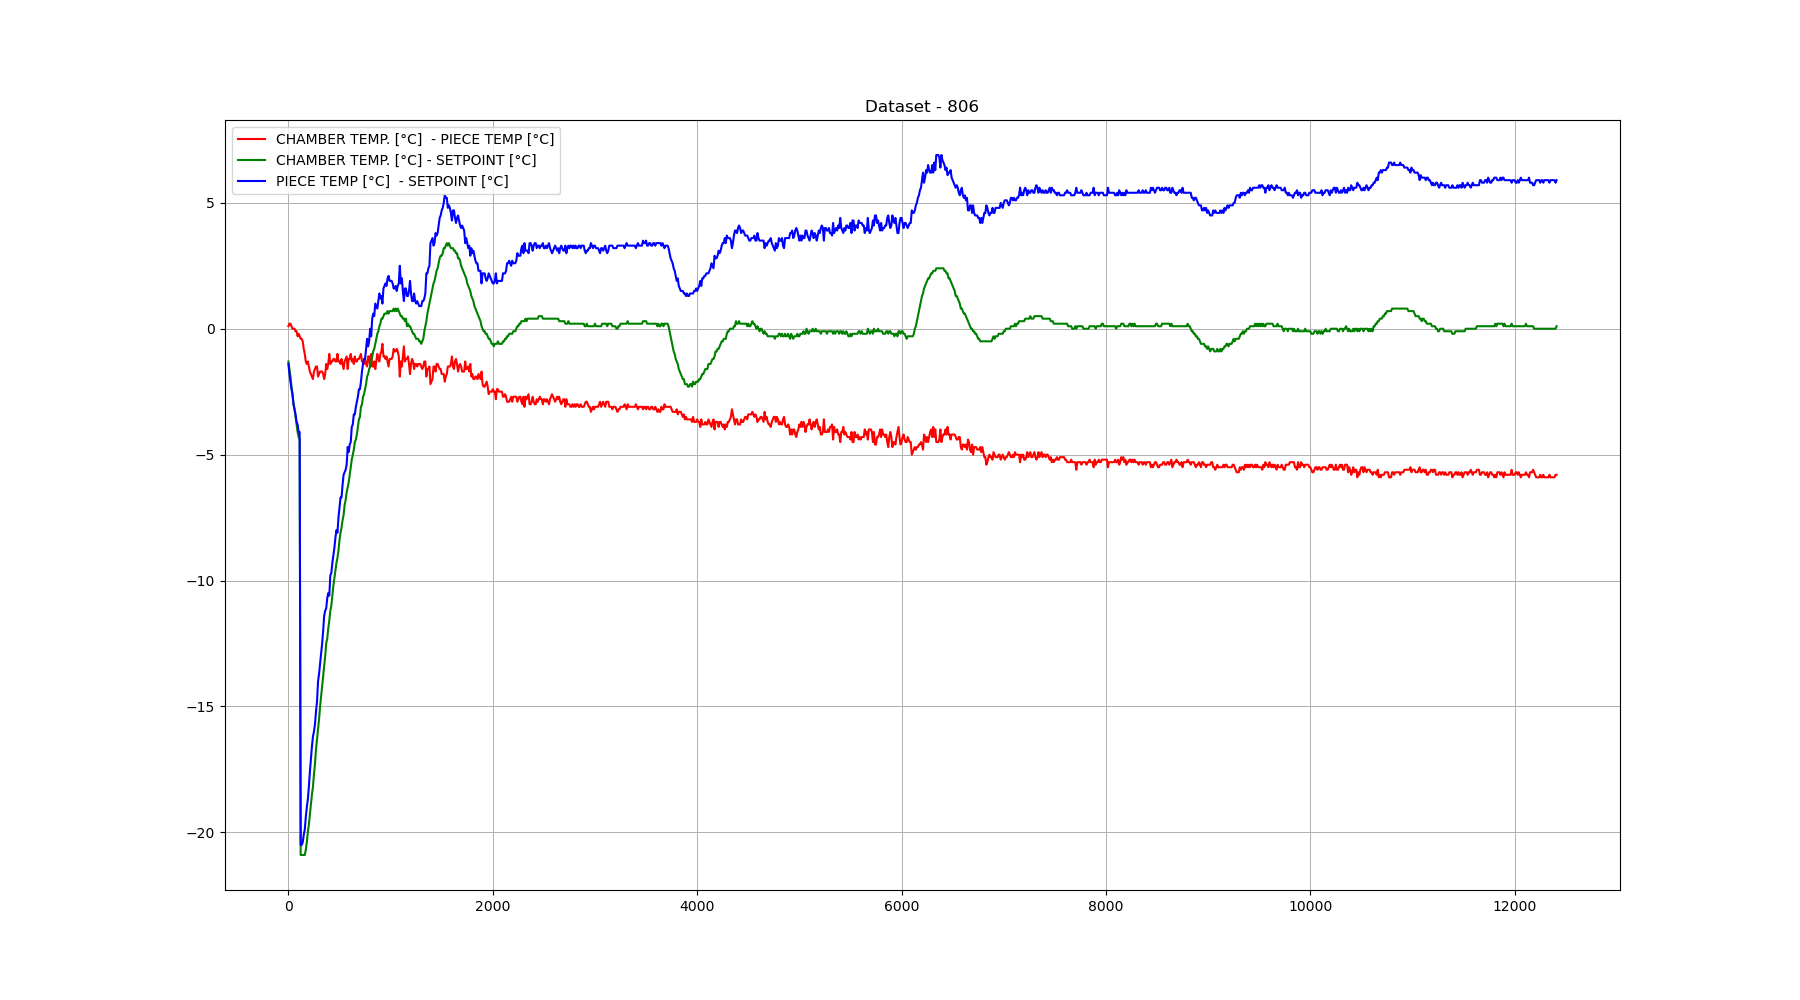 Dataset - 806
CHAMBER TEMP. [°C]  - PIECE TEMP [°C]
CHAMBER TEMP. [°C] - SETPOINT [°C]
PIECE TEMP [°C]  - SETPOINT [°C]
5
0
−5
−10
−15
−20
0 2000 4000 6000 8000 10000 12000